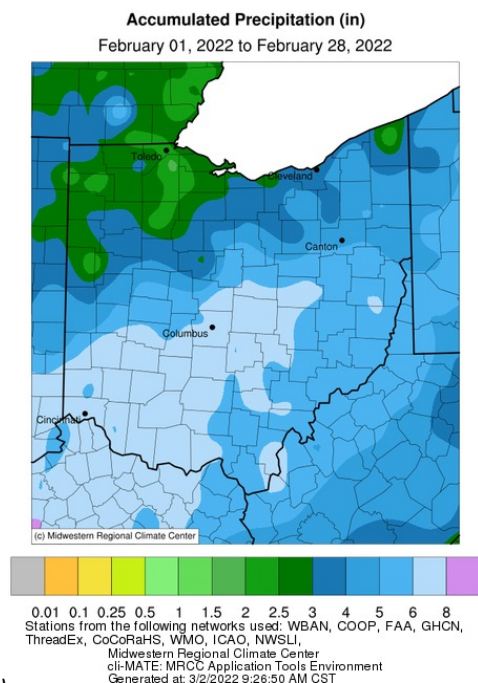 Accumulated Precipitation (in)
February 01, 2022 to February 28, 2022
Toledo
Cleveland
Canton
Columbus
Cincinnati
(c) Midwestern Regional Climate Center
0.01 0.1 0.25 0.5 1 1.5 2 2.5 3 4 5 6 8
Stations from the following networks used: WBAN, COOP, FAA, GHCN,
ThreadEx, CoCoRaHS, WMO, ICAO, NWSLI,
Midwestern Regional Climate Center
cli-MATE: MRCC Application Tools Environment
Generated at: 3/2/2022 9:26:50 AM CST